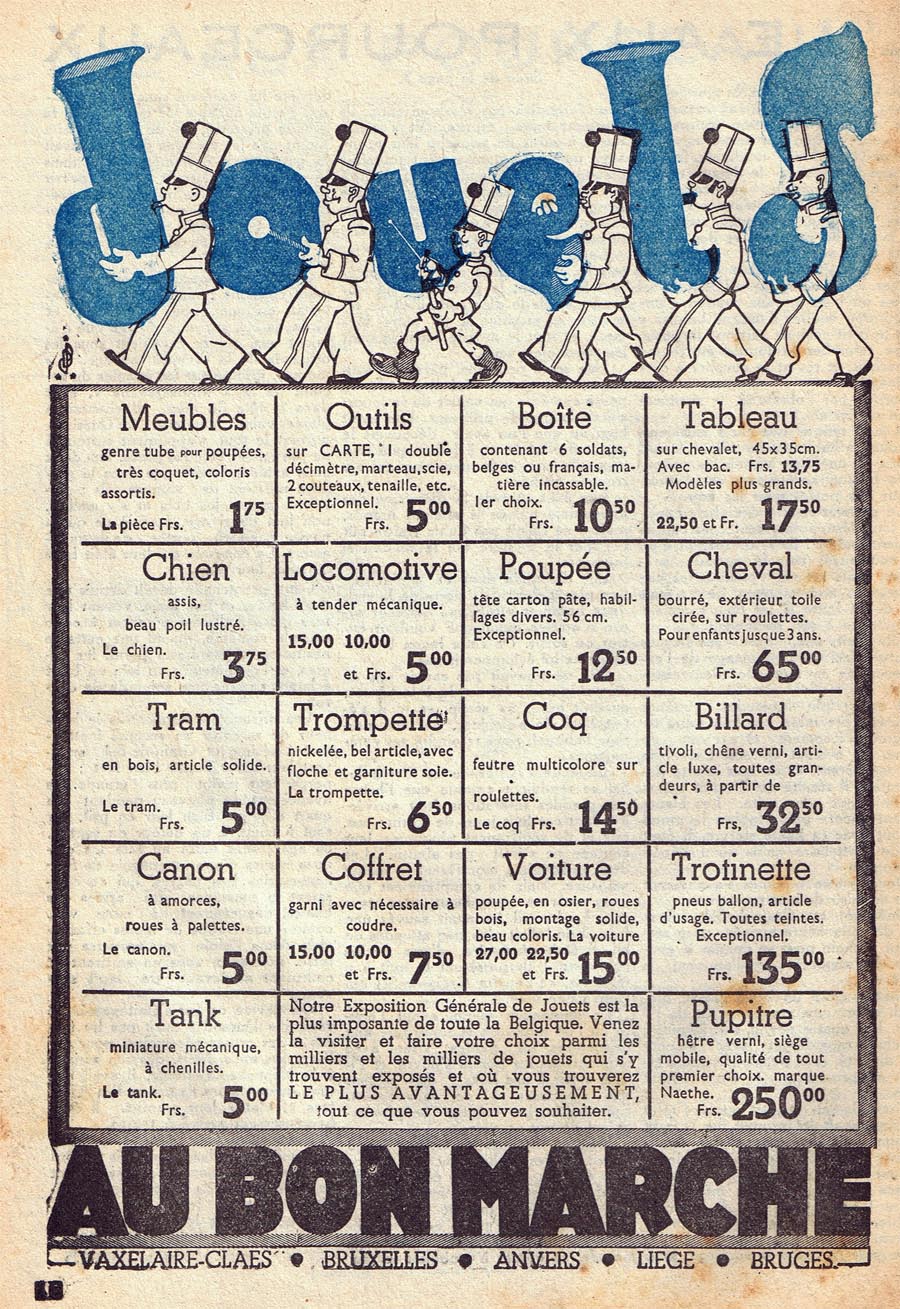 Jouets
Meubles
genre tube pour poupées,
très coquet, coloris
assortis.
La pièce Frs. 1 75
Outils
sur CARTE, 1 double
décimètre, marteau, scie,
2 couteaux, tenaille, etc.
Exceptionnel.
Frs. 5 00
Boîte
contenant 6 soldats,
belges ou français, ma-
tière incassable.
1er choix.
Frs. 10 50
Tableau
sur chevalet, 45x35cm.
Avec bac. Frs. 13,75
Modèles plus grands.
22,50 et Fr. 17 50
Chien
assis,
beau poil lustré.
Le chien.
Frs. 3 75
Locomotive
à tender mécanique.
15,00 10,00
et Frs. 5 00
Poupée
tête carton pâte, habil-
lages divers. 56 cm.
Exceptionnel.
Frs. 12 50
Cheval
bourré, extérieur toile
cirée, sur roulettes.
Pour enfants jusque 3 ans.
Frs. 65 00
Tram
en bois, article solide.
Le tram.
Frs. 5 00
Trompette
nickelée, bel article, avec
floche et garniture soie.
La trompette.
Frs. 6 50
Coq
feutre multicolore sur
roulettes.
Le coq Frs. 14 50
Billard
tivoli, chêne verni, arti-
cle luxe, toutes gran-
deurs, à partir de
Frs, 32 50
Canon
à amorces,
roues à palettes.
Le canon.
Frs. 5 00
Coffret
garni avec nécessaire à
coudre.
15,00 10,00
et Frs. 7 50
Voiture
poupée, en osier, roues
bois, montage solide,
beau coloris. La voiture
27,00 22,50
et Frs. 15 00
Trotinette
pneus ballon, article
d'usage. Toutes teintes.
Exceptionnel.
Frs. 135 00
Tank
miniature mécanique,
à chenilles.
Le tank.
Frs. 5 00
Notre Exposition Générale de Jouets est la
plus imposante de toute la Belgique. Venez
la visiter et faire votre choix parmi les
milliers et les milliers de jouets qui s'y
trouvent exposés et où vous trouverez
LE PLUS AVANTAGEUSEMENT,
tout ce que vous pouvez souhaiter.
Pupitre
hêtre verni, siège
mobile, qualité de tout
premier choix. marque
Naethe.
Frs. 250 00
AU BON MARCHE
VAXELAIRE-CLAES • BRUXELLES • ANVERS • LIEGE • BRUGES